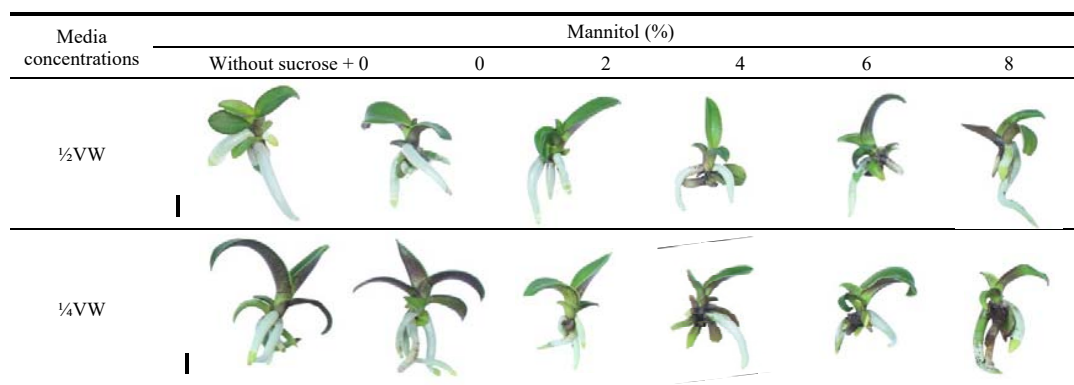 Media concentrations
Mannitol (%)
Without sucrose + 0 0 2 4 6 8
½VW
¼VW